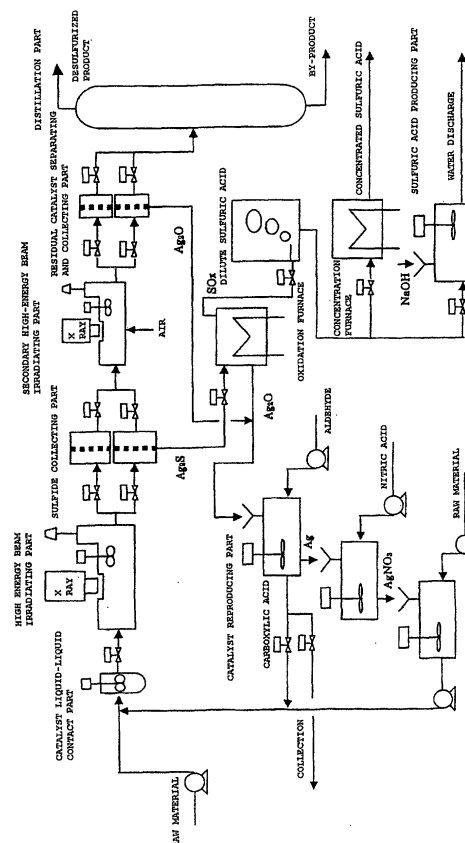 RAW MATERIAL
CATALYST LIQUID-LIQUID
CONTACT PART
HIGH ENERGY BEAM
IRRADIATING PART
X
RAY
SULFIDE COLLECTING PART
SECONDARY HIGH-ENERGY BEAM
IRRADIATING PART
X
RAY
AIR
RESIDUAL CATALYST SEPARATING
AND COLLECTING PART
DISTILLATION PART
DESULFURIZED
PRODUCT
BY-PRODUCT
Ag2S
Ag2O
SOx
DILUTE SULFURIC ACID
OXIDATION FURNACE
Ag2O
CONCENTRATED SULFURIC ACID
CONCENTRATION
FURNACE
SULFURIC ACID PRODUCING PART
NaOH
WATER DISCHARGE
CATALYST REPRODUCING PART
CARBOXYLIC ACID
ALDEHYDE
Ag
NITRIC ACID
AgNO3
RAW MATERIAL
COLLECTION